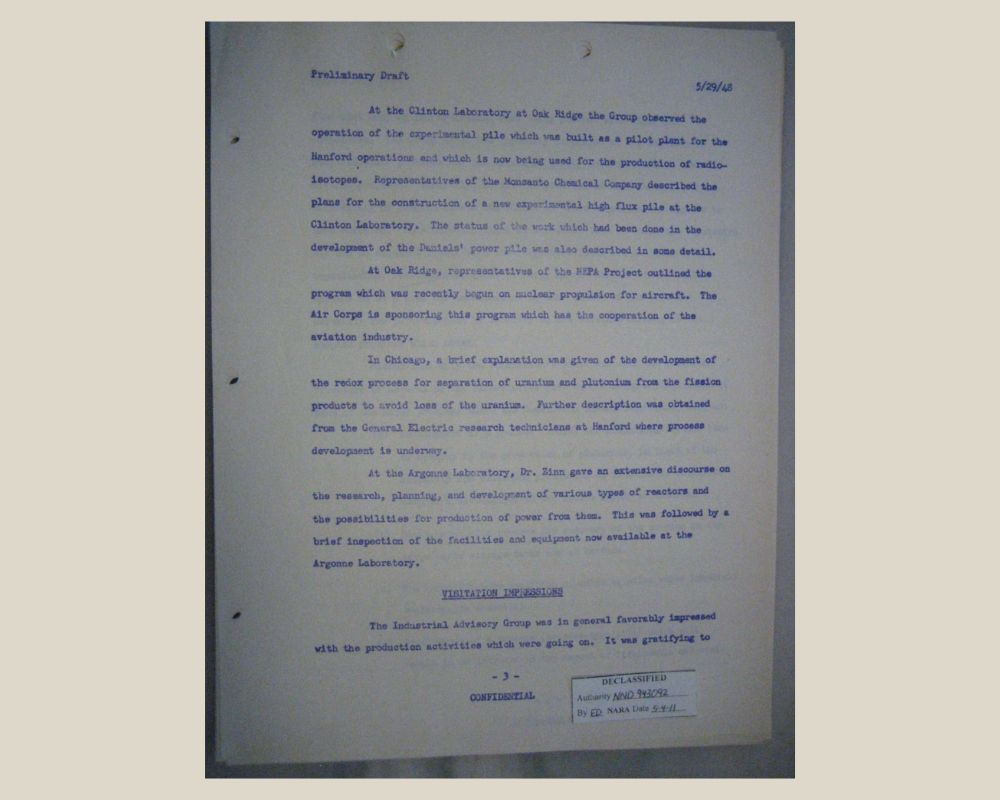 Preliminary Draft
5/29/48
At the Clinton Laboratory at Oak Ridge the Group observed the
operation of the experimental pile which was built as a pilot plant for the
Hanford operations and which is now being used for the production of radio-
isotopes. Representatives of the Monsanto Chemical Company described the
plans for the construction of a new experimental high flux pile at the
Clinton Laboratory. The status of the work which had been done in the
development of the Daniels' power pile was also described in some detail.
At Oak Ridge, representatives of the NEPA Project outlined the
program which was recently begun on nuclear propulsion for aircraft. The
Air Corps is sponsoring this program which has the cooperation of the
aviation industry.
In Chicago, a brief explanation was given of the development of
the redox process for separation of uranium and plutonium from the fission
products to avoid loss of the uranium. Further description was obtained
from the General Electric research technicians at Hanford where process
development is underway.
At the Argonne Laboratory, Dr. Zinn gave an extensive discourse on
the research, planning, and development of various types of reactors and
the possibilities for production of power from them. This was followed by a
brief inspection of the facilities and equipment now available at the
Argonne Laboratory.
VISITATION IMPRESSIONS
The Industrial Advisory Group was in general favorably impressed
with the production activities which were going on. It was gratifying to
- 3 -
CONFIDENTIAL
DECLASSIFIED
Authority NND 943092
By ED NARA Date 5-4-11